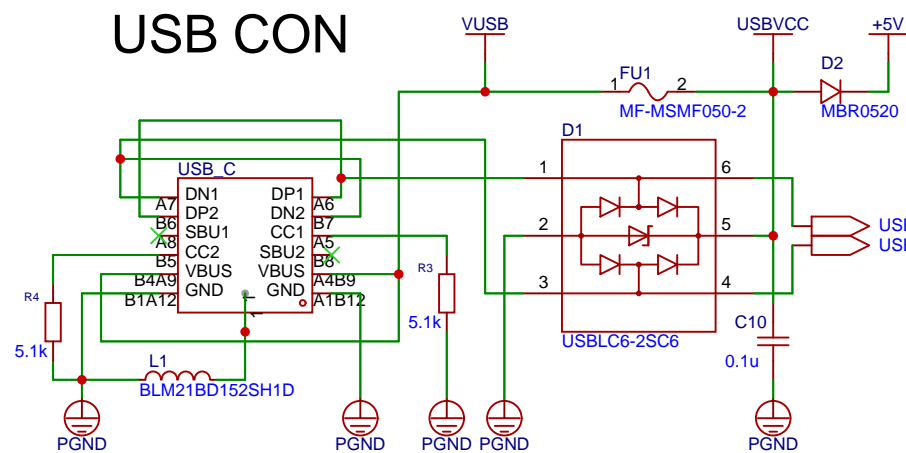 USB CON
VUSB
USBVCC
+5V
FU1
1
2
MF-MSMF050-2
D2
MBR0520
D1
1
6
2
5
3
4
USBLC6-2SC6
USB_C
DN1
DP1
A7
A6
DP2
DN2
B6
B7
SBU1
CC1
A8
A5
CC2
SBU2
B5
B8
VBUS
VBUS
B4A9
A4B9
GND
GND
B1A12
A1B12
1
R4
5.1k
R3
5.1k
L1
BLM21BD152SH1D
C10
0.1u
USB
USB
PGND
PGND
PGND
PGND
PGND